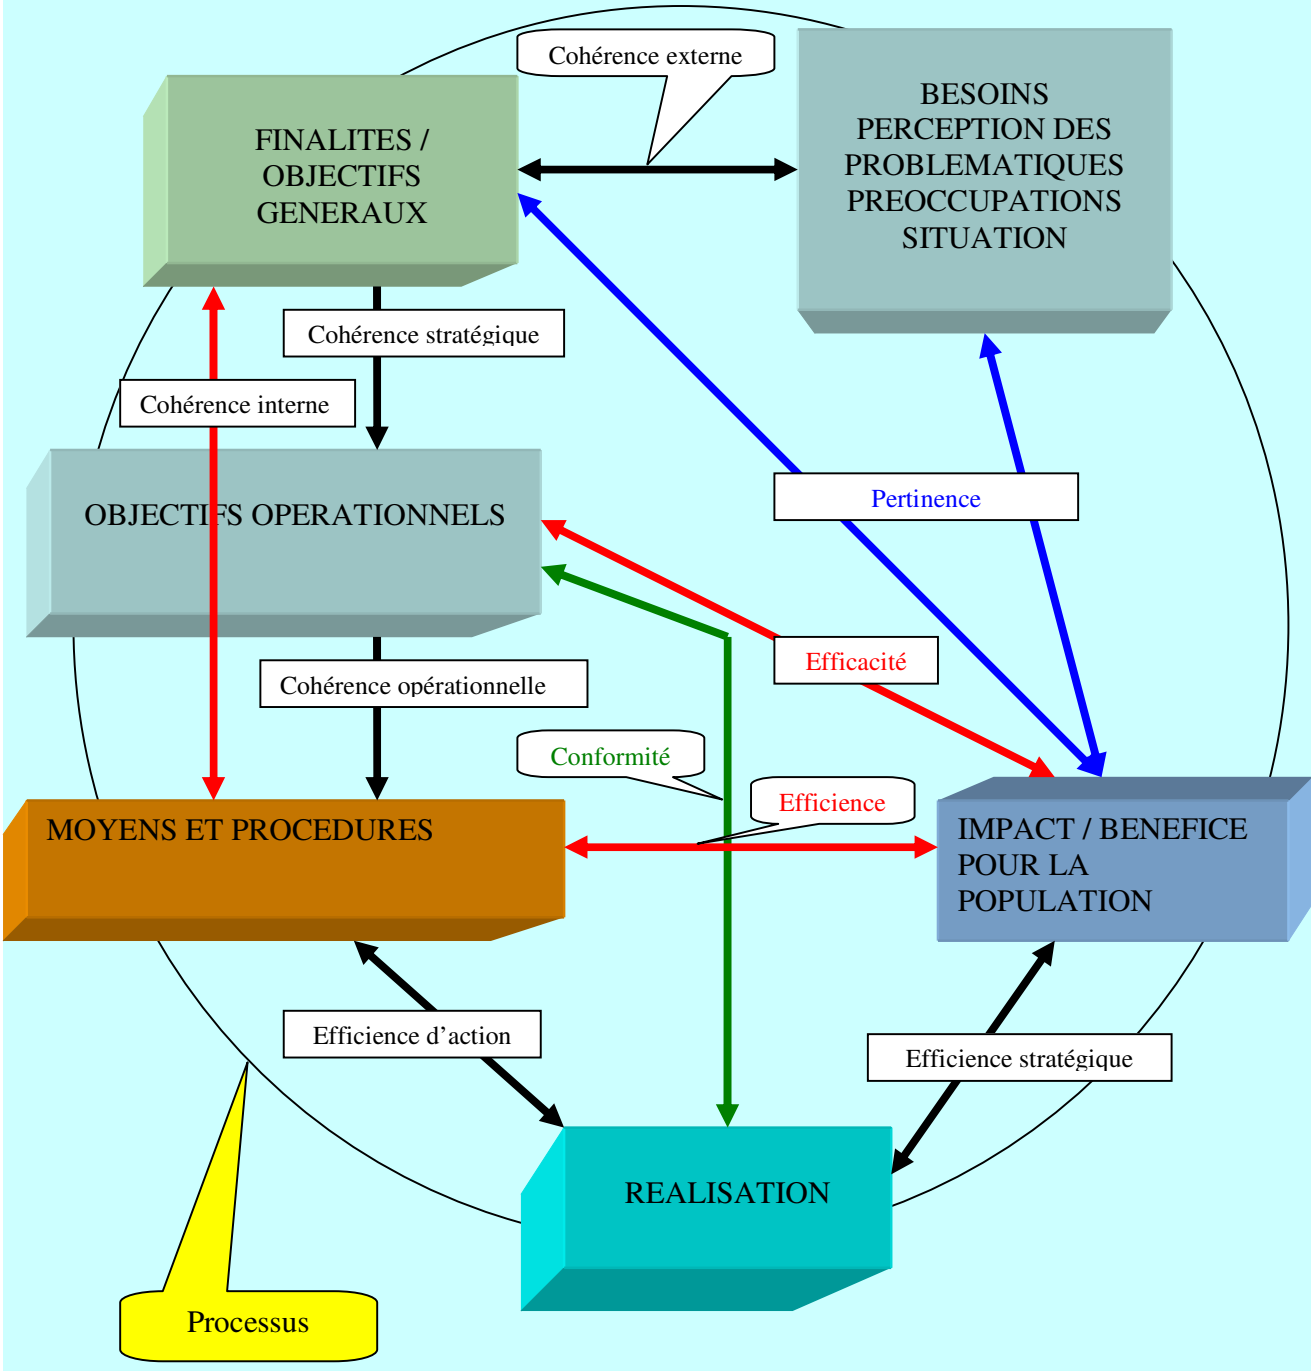 Cohérence externe
FINALITES /
OBJECTIFS
GENERAUX
BESOINS
PERCEPTION DES
PROBLEMATIQUES
PREOCCUPATIONS
SITUATION
Cohérence stratégique
Cohérence interne
Pertinence
OBJECTIFS OPERATIONNELS
Efficacité
Cohérence opérationnelle
Conformité
Efficience
MOYENS ET PROCEDURES
IMPACT / BENEFICE
POUR LA
POPULATION
Efficience d’action
Efficience stratégique
REALISATION
Processus